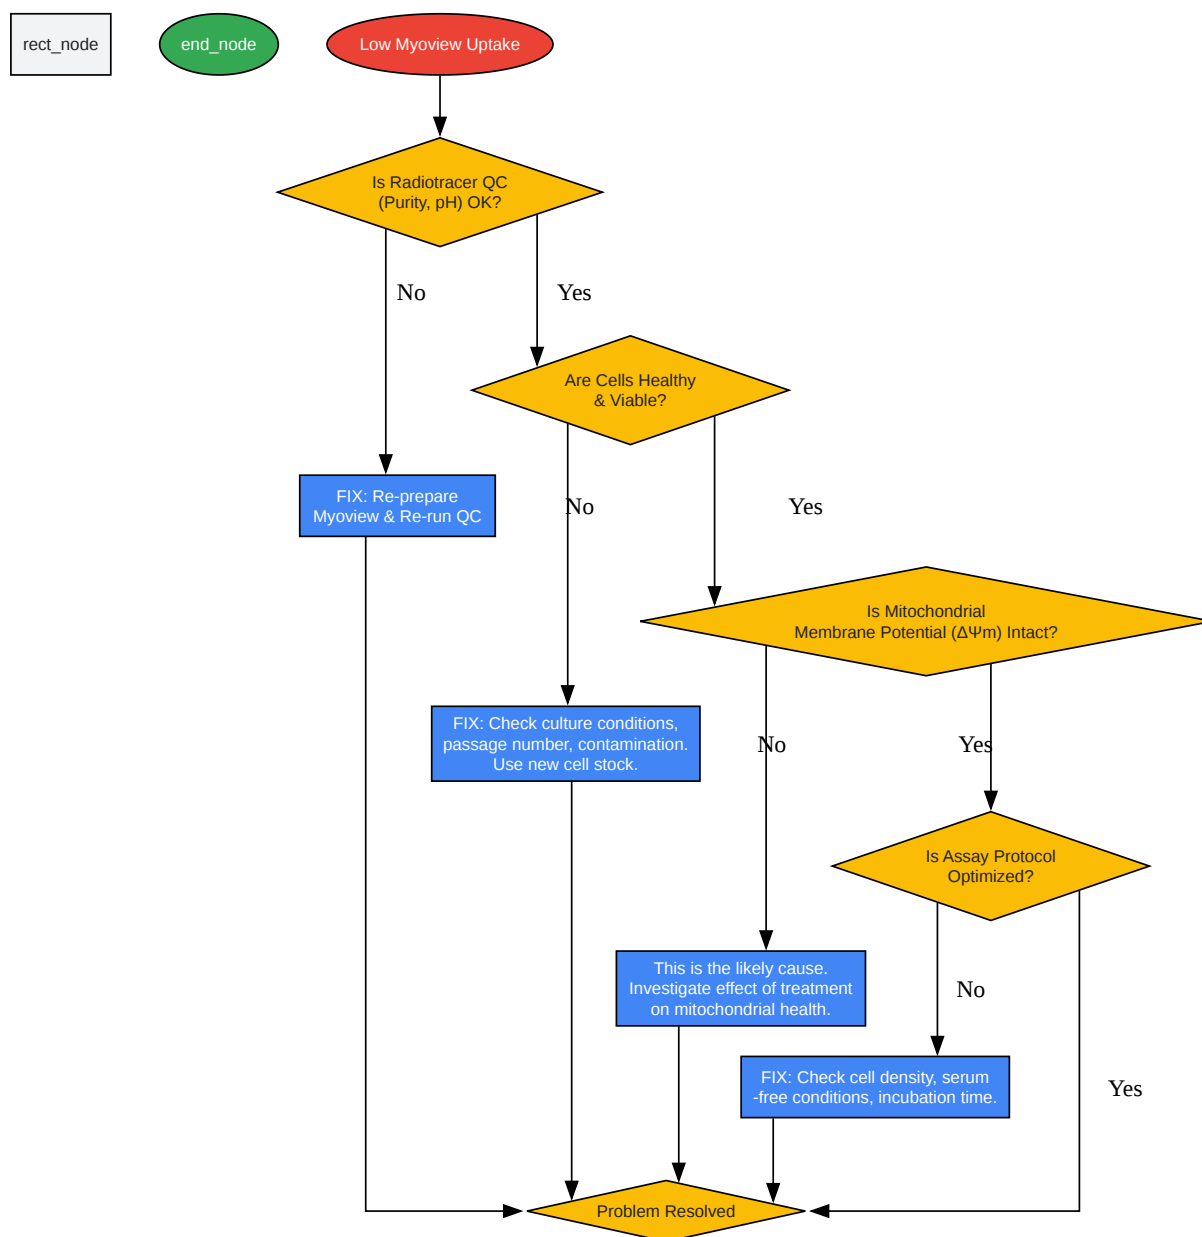 rect_node
end_node
Low Myoview Uptake
Is Radiotracer QC
(Purity, pH) OK?
No
Yes
Are Cells Healthy
& Viable?
FIX: Re-prepare
Myoview & Re-run QC
No
Yes
Is Mitochondrial
Membrane Potential (ΔΨm) Intact?
FIX: Check culture conditions,
passage number, contamination.
Use new cell stock.
No
Yes
Is Assay Protocol
Optimized?
This is the likely cause.
Investigate effect of treatment
on mitochondrial health.
No
FIX: Check cell density, serum
-free conditions, incubation time.
Yes
Problem Resolved